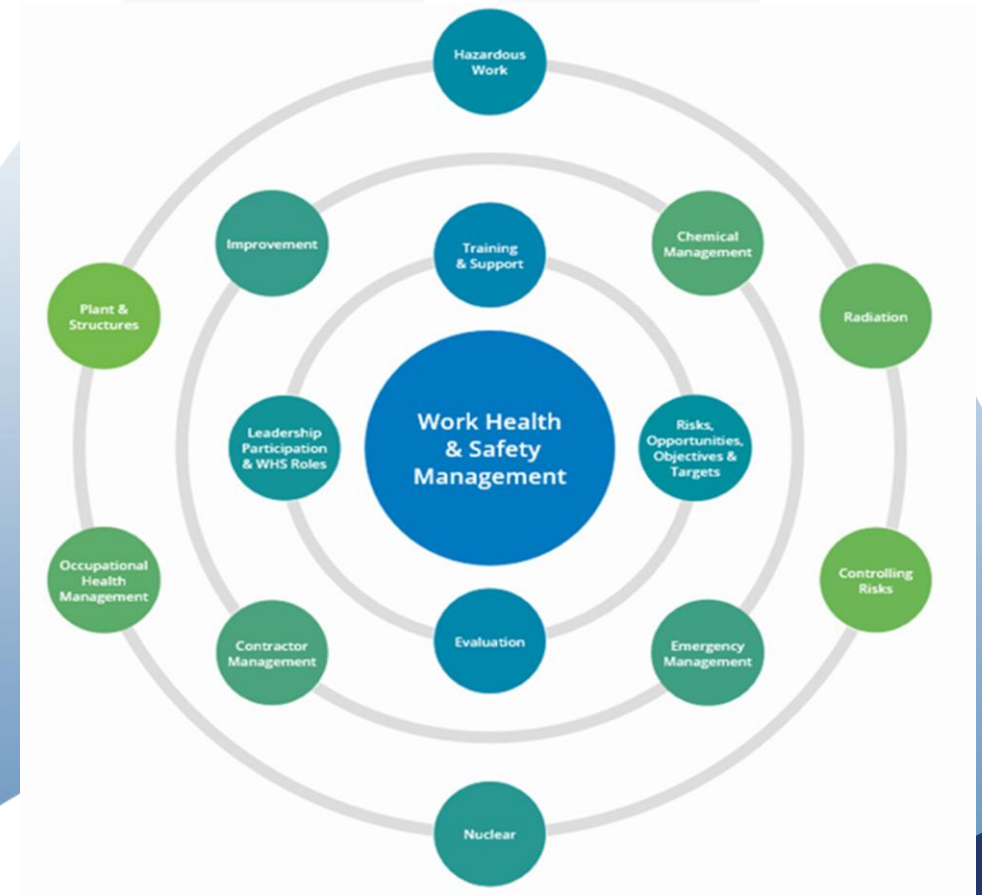 Hazardous
Work
Improvement
Training
& Support
Chemical
Management
Plant &
Structures
Radiation
Leadership
Participation
& WHS Roles
Work Health
& Safety
Management
Risks,
Opportunities,
Objectives &
Targets
Occupational
Health
Management
Controlling
Risks
Contractor
Management
Evaluation
Emergency
Management
Nuclear